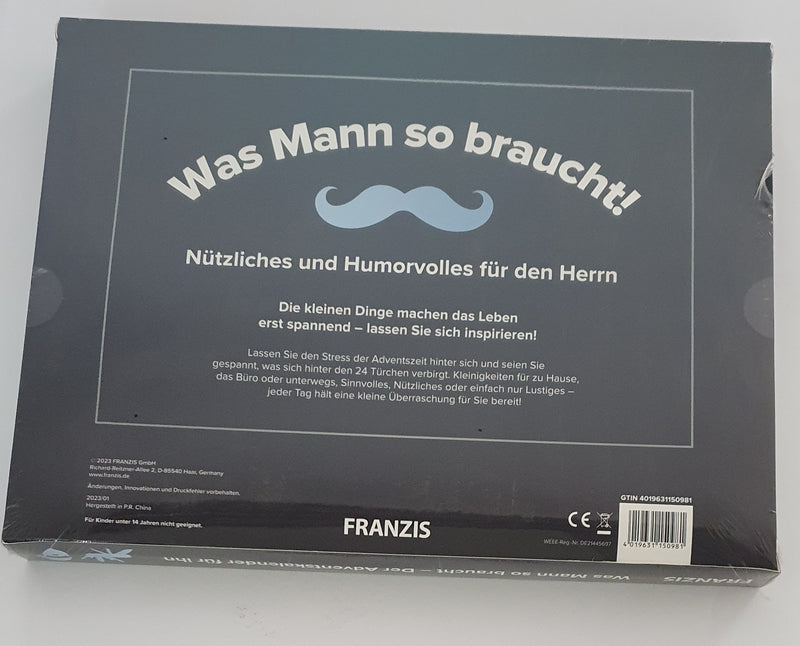 Was Mann so braucht!
Nützliches und Humorvolles für den Herrn
Die kleinen Dinge machen das Leben
erst spannend – lassen Sie sich inspirieren!
Lassen Sie den Stress der Adventszeit hinter sich und seien Sie
gespannt, was sich hinter den 24 Türchen verbirgt. Kleinigkeiten für zu Hause,
das Büro oder unterwegs, Sinnvolles, Nützliches oder einfach nur Lustiges –
jeder Tag hält eine kleine Überraschung für Sie bereit!
© 2023 FRANZIS GmbH
Richard-Reitzner-Allee 2, D-85540 Haar, Germany
www.franzis.de
Änderungen, Innovationen und Druckfehler vorbehalten.
2023/01
Hergestellt in P.R. China
Für Kinder unter 14 Jahren nicht geeignet.
FRANZIS
CE
WEEE-Reg.-Nr. DE21445697
GTIN 4019631150981
4 019631 150981
FRANZIS
Was Mann so braucht – Der Adventskalender für ihn